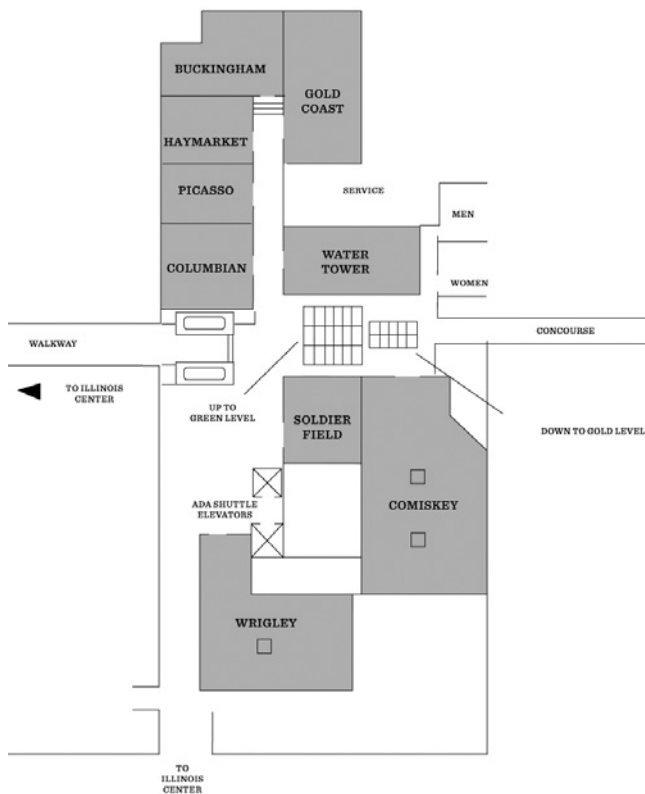 BUCKINGHAM
GOLD
COAST
HAYMARKET
PICASSO
SERVICE
MEN
COLUMBIAN
WATER
TOWER
WOMEN
WALKWAY
CONCOURSE
TO ILLINOIS
CENTER
UP TO
GREEN LEVEL
SOLDIER
FIELD
DOWN TO GOLD LEVEL
ADA SHUTTLE
ELEVATORS
COMISKEY
WRIGLEY
TO
ILLINOIS
CENTER